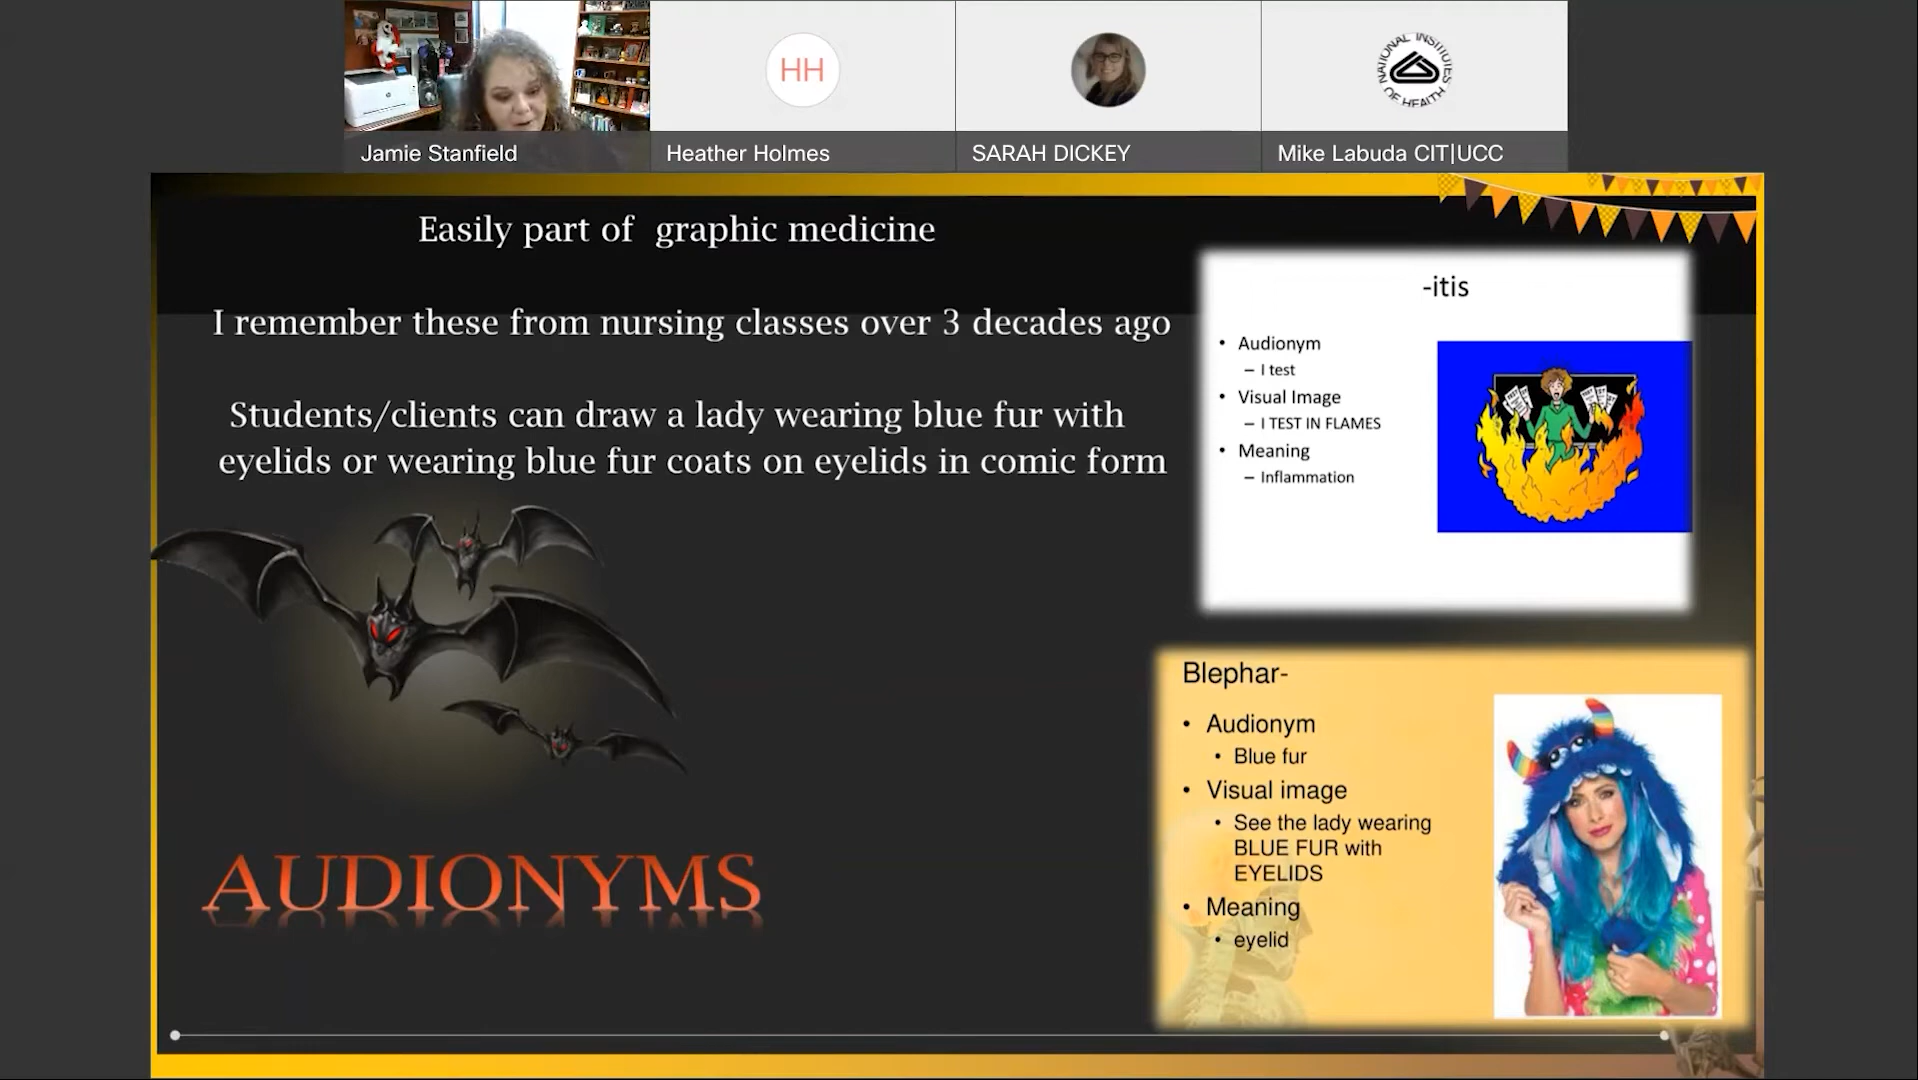 HH
NATIONAL INSTITUTES OF HEALTH
Jamie Stanfield
Heather Holmes
SARAH DICKEY
Mike Labuda CIT|UCC
Easily part of graphic medicine
I remember these from nursing classes over 3 decades ago
Students/clients can draw a lady wearing blue fur with
eyelids or wearing blue fur coats on eyelids in comic form
AUDIONYMS
-itis
• Audionym
– I test
• Visual Image
– I TEST IN FLAMES
• Meaning
– Inflammation
Blephar-
• Audionym
• Blue fur
• Visual image
• See the lady wearing
BLUE FUR with
EYELIDS
• Meaning
• eyelid